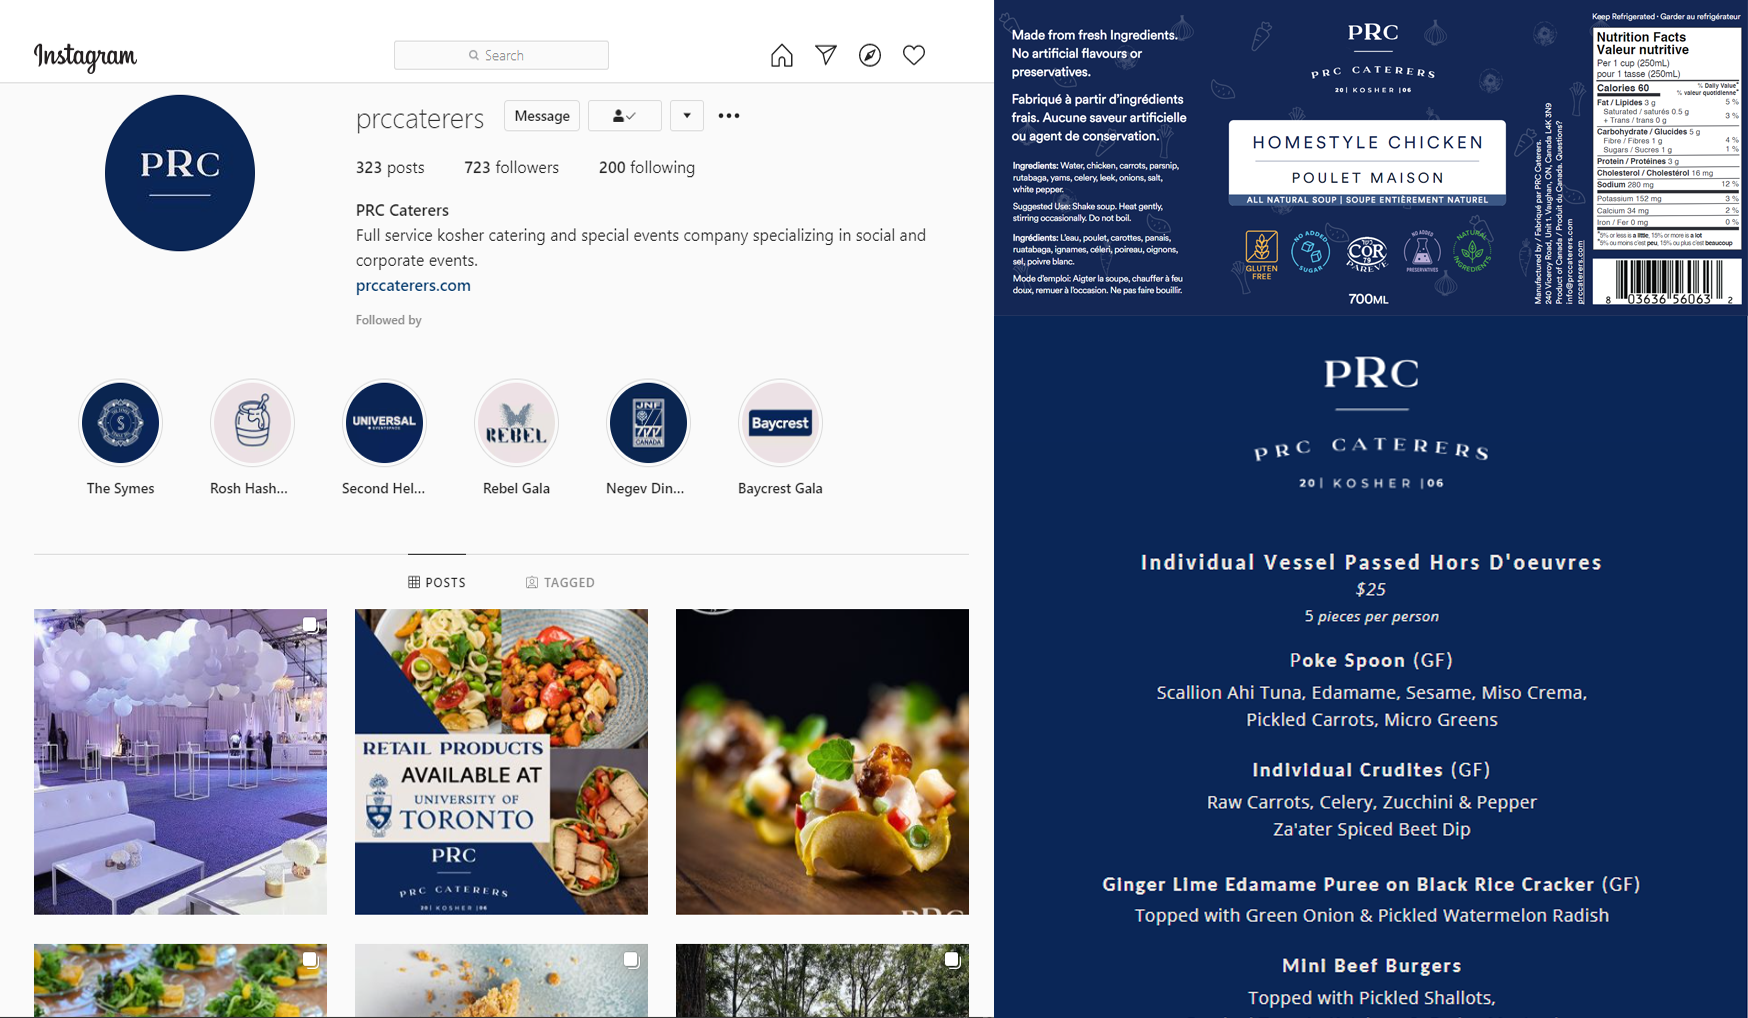 Instagram
Search
prccaterers
Message
323 posts 723 followers 200 following
PRC Caterers
Full service kosher catering and special events company specializing in social and
corporate events.
prccaterers.com
Followed by
PRC
S
UNIVERSAL
EVENTSPACE
REBEL
JNF
CANADA
Baycrest
The Symes
Rosh Hash...
Second Hel...
Rebel Gala
Negev Din...
Baycrest Gala
POSTS
TAGGED
RETAIL PRODUCTS
AVAILABLE AT
UNIVERSITY OF
TORONTO
PRC
PRC CATERERS
20| KOSHER |06
PRC
Made from fresh Ingredients.
No artificial flavours or
preservatives.
Fabriqué à partir d'ingrédients
frais. Aucune saveur artificielle
ou agent de conservation.
Ingredients: Water, chicken, carrots, parsnip,
rutabaga, yams, celery, leek, onions, salt,
white pepper.
Suggested Use: Shake soup. Heat gently,
stirring occasionally. Do not boil.
Ingrédients: L'eau, poulet, carottes, panais,
ruatabaga, ignames, céleri, poireau, oignons,
sel, poivre blanc.
Mode d'emploi: Aigter la soupe, chauffer à feu
doux, remuer à l'occasion. Ne pas faire bouillir.
PRC
PRC CATERERS
20| KOSHER |06
HOMESTYLE CHICKEN
POULET MAISON
ALL NATURAL SOUP | SOUPE ENTIÈREMENT NATUREL
GLUTEN
FREE
NO ADDED
SUGAR
COR
79
PAREVE
NO ADDED
PRESERVATIVES
NATURAL
INGREDIENTS
700ML
Manufactured by / Fabriqué par PRC Caterers.
240 Viceroy Road, Unit 1. Vaughan, ON, Canada L4K 3N9
Product of Canada / Produit du Canada. Questions?
info@prccaterers.com
prccaterers.com
Keep Refrigerated · Garder au refrigérateur
Nutrition Facts
Valeur nutritive
Per 1 cup (250mL)
pour 1 tasse (250mL)
Calories 60
% Daily Value*
% valeur quotidienne*
Fat / Lipides 3 g 5 %
Saturated / saturés 0.5 g
+ Trans / trans 0 g 3 %
Carbohydrate / Glucides 5 g
Fibre / Fibres 1 g 4 %
Sugars / Sucres 1 g 1 %
Protein / Protéines 3 g
Cholesterol / Cholestérol 16 mg
Sodium 280 mg 12 %
Potassium 152 mg 3 %
Calcium 34 mg 2 %
Iron / Fer 0 mg 0 %
*5% or less is a little, 15% or more is a lot
*5% ou moins c'est peu, 15% ou plus c'est beaucoup
8 03636 56063 2
PRC
PRC CATERERS
20| KOSHER |06
Individual Vessel Passed Hors D'oeuvres
$25
5 pieces per person
Poke Spoon (GF)
Scallion Ahi Tuna, Edamame, Sesame, Miso Crema,
Pickled Carrots, Micro Greens
Individual Crudites (GF)
Raw Carrots, Celery, Zucchini & Pepper
Za'ater Spiced Beet Dip
Ginger Lime Edamame Puree on Black Rice Cracker (GF)
Topped with Green Onion & Pickled Watermelon Radish
Mini Beef Burgers
Topped with Pickled Shallots,